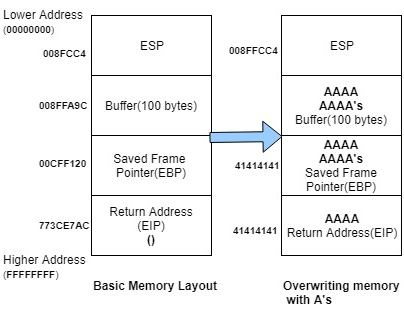 Lower Address
(00000000)
008FCC4
ESP
008FFA9C
Buffer(100 bytes)
00CFF120
Saved Frame
Pointer(EBP)
773CE7AC
Return Address
(EIP)
()
Higher Address
(FFFFFFFF)
Basic Memory Layout
008FFCC4
ESP
AAAA
AAAA's
Buffer(100 bytes)
41414141
AAAA
AAAA's
Saved Frame
Pointer(EBP)
41414141
AAAA
Return Address(EIP)
Overwriting memory
with A's